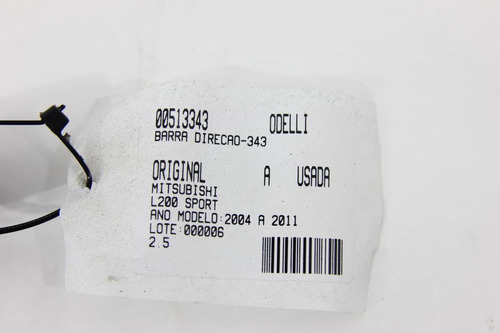 00513343 ODELLI
BARRA DIRECAO-343
ORIGINAL A USADA
MITSUBISHI
L200 SPORT
ANO MODELO:2004 A 2011
LOTE:000006
2.5